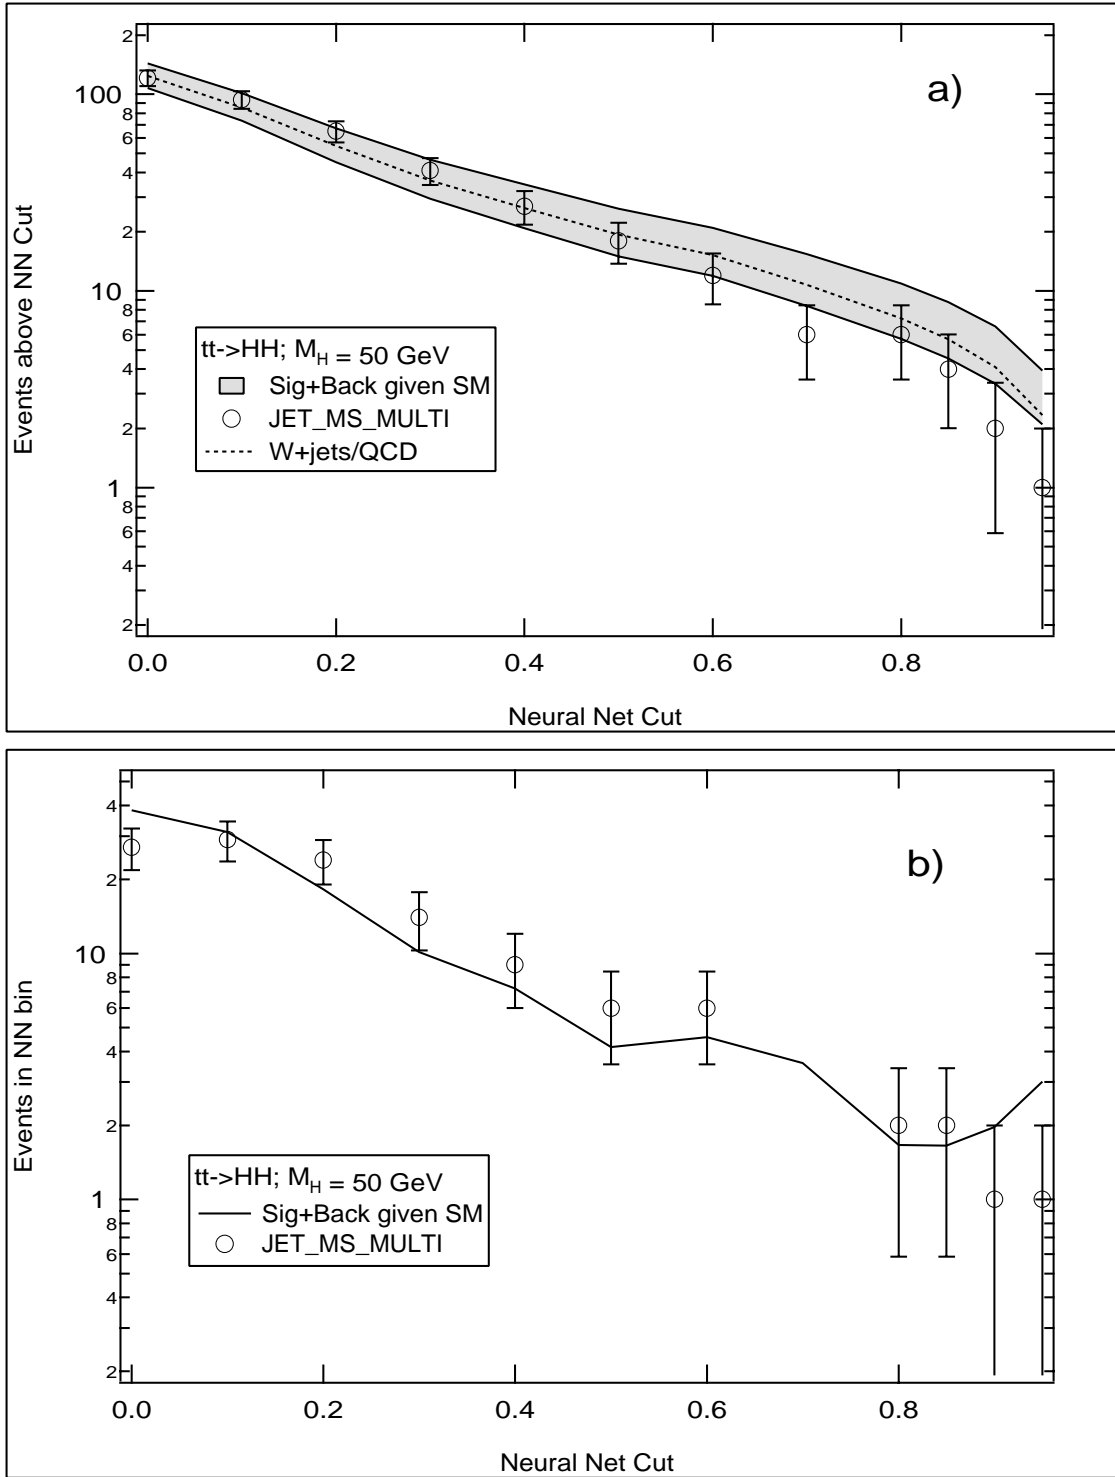 2
100
8
6
4
2
10
8
6
4
2
1
8
6
4
2
Events above NN Cut
a)
tt->HH; M_H = 50 GeV
Sig+Back given SM
JET_MS_MULTI
W+jets/QCD
0.0 0.2 0.4 0.6 0.8
Neural Net Cut
4
2
10
8
6
4
2
1
8
6
4
2
Events in NN bin
b)
tt->HH; M_H = 50 GeV
Sig+Back given SM
JET_MS_MULTI
0.0 0.2 0.4 0.6 0.8
Neural Net Cut